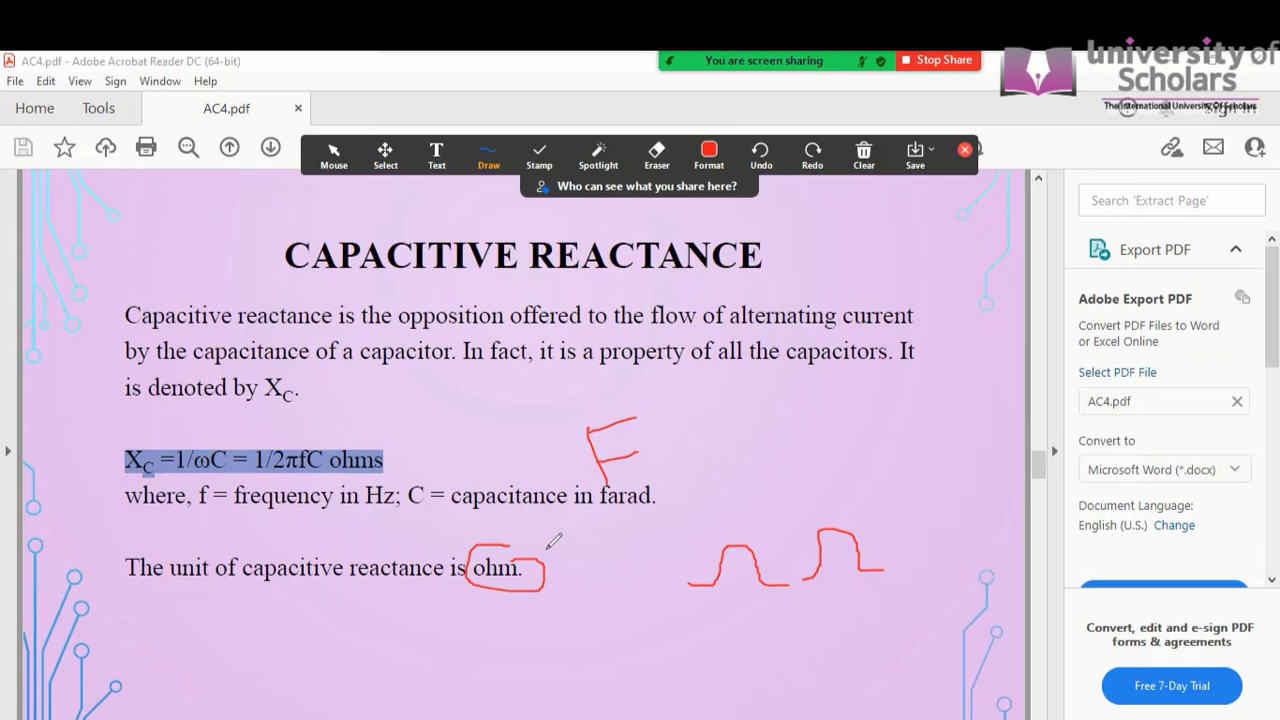 university
of
Scholars
The International University Of Scholars
AC4.pdf - Adobe Acrobat Reader DC (64-bit)
You are screen sharing
Stop Share
File Edit View Sign Window Help
Home Tools AC4.pdf
Mouse Select Text Draw Stamp Spotlight Eraser Format Undo Redo Clear Save
Who can see what you share here?
CAPACITIVE REACTANCE
Capacitive reactance is the opposition offered to the flow of alternating current
by the capacitance of a capacitor. In fact, it is a property of all the capacitors. It
is denoted by XC.
F
XC =1/ωC = 1/2πfC ohms
where, f = frequency in Hz; C = capacitance in farad.
The unit of capacitive reactance is ohm.
Ω Ω
Search 'Extract Page'
Export PDF
Adobe Export PDF
Convert PDF Files to Word
or Excel Online
Select PDF File
AC4.pdf
Convert to
Microsoft Word (*.docx)
Document Language:
English (U.S.) Change
Convert, edit and e-sign PDF
forms & agreements
Free 7-Day Trial